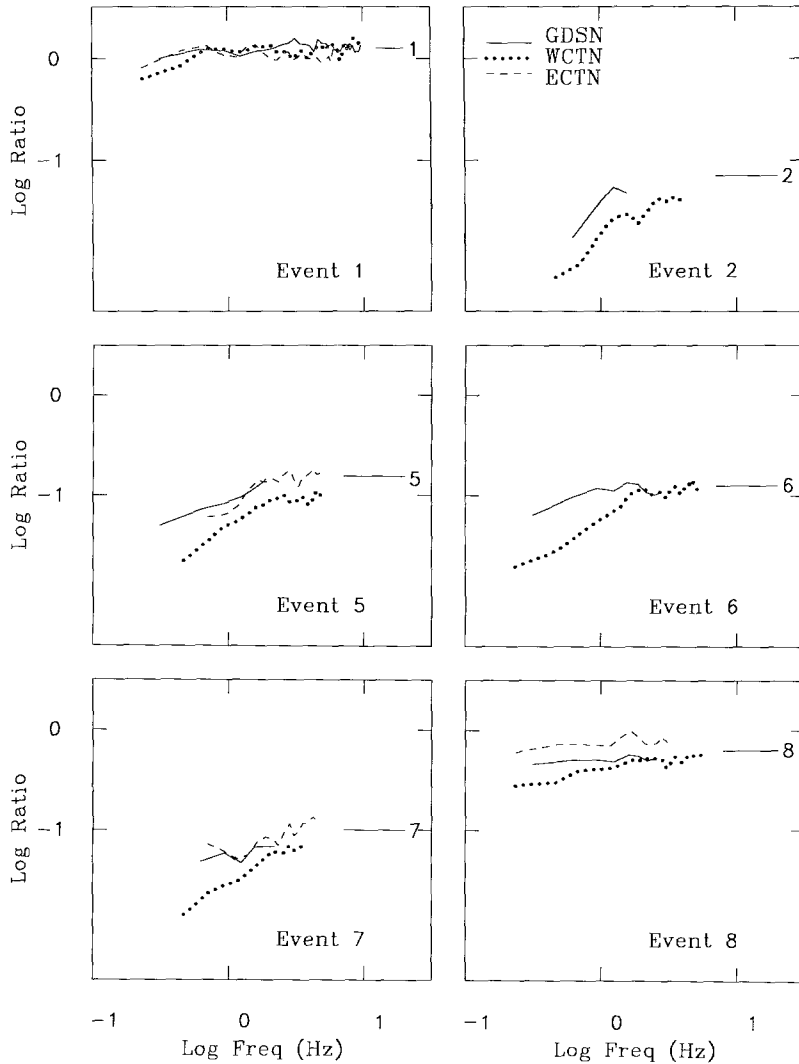 Log Ratio
0
-1
1
Event 1
GDSN
WCTN
ECTN
2
Event 2
Log Ratio
0
-1
5
Event 5
6
Event 6
Log Ratio
0
-1
7
Event 7
8
Event 8
-1 0 1
Log Freq (Hz)
-1 0 1
Log Freq (Hz)